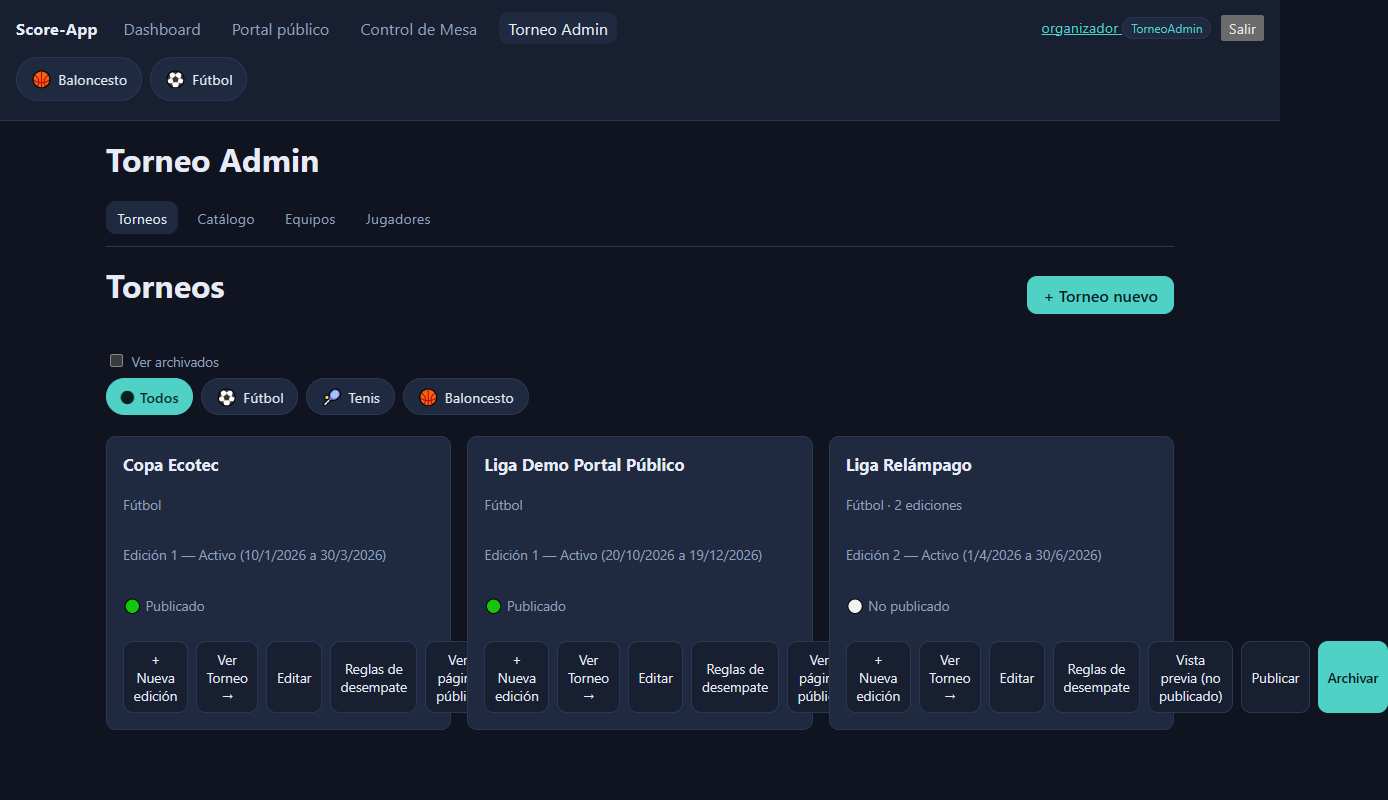 Score-App Dashboard Portal público Control de Mesa Torneo Admin organizador TorneoAdmin Salir
Baloncesto Fútbol
Torneo Admin
Torneos Catálogo Equipos Jugadores
Torneos
+ Torneo nuevo
Ver archivados
Todos Fútbol Tenis Baloncesto
Copa Ecotec
Fútbol
Edición 1 — Activo (10/1/2026 a 30/3/2026)
Publicado
+ Nueva edición
Ver Torneo →
Editar
Reglas de desempate
Ver
Liga Demo Portal Público
Fútbol
Edición 1 — Activo (20/10/2026 a 19/12/2026)
Publicado
+ Nueva edición
Ver Torneo →
Editar
Reglas de desempate
Ver
Liga Relámpago
Fútbol · 2 ediciones
Edición 2 — Activo (1/4/2026 a 30/6/2026)
No publicado
+ Nueva edición
Ver Torneo →
Editar
Reglas de desempate
Vista previa (no publicado)
Publicar
Archivar